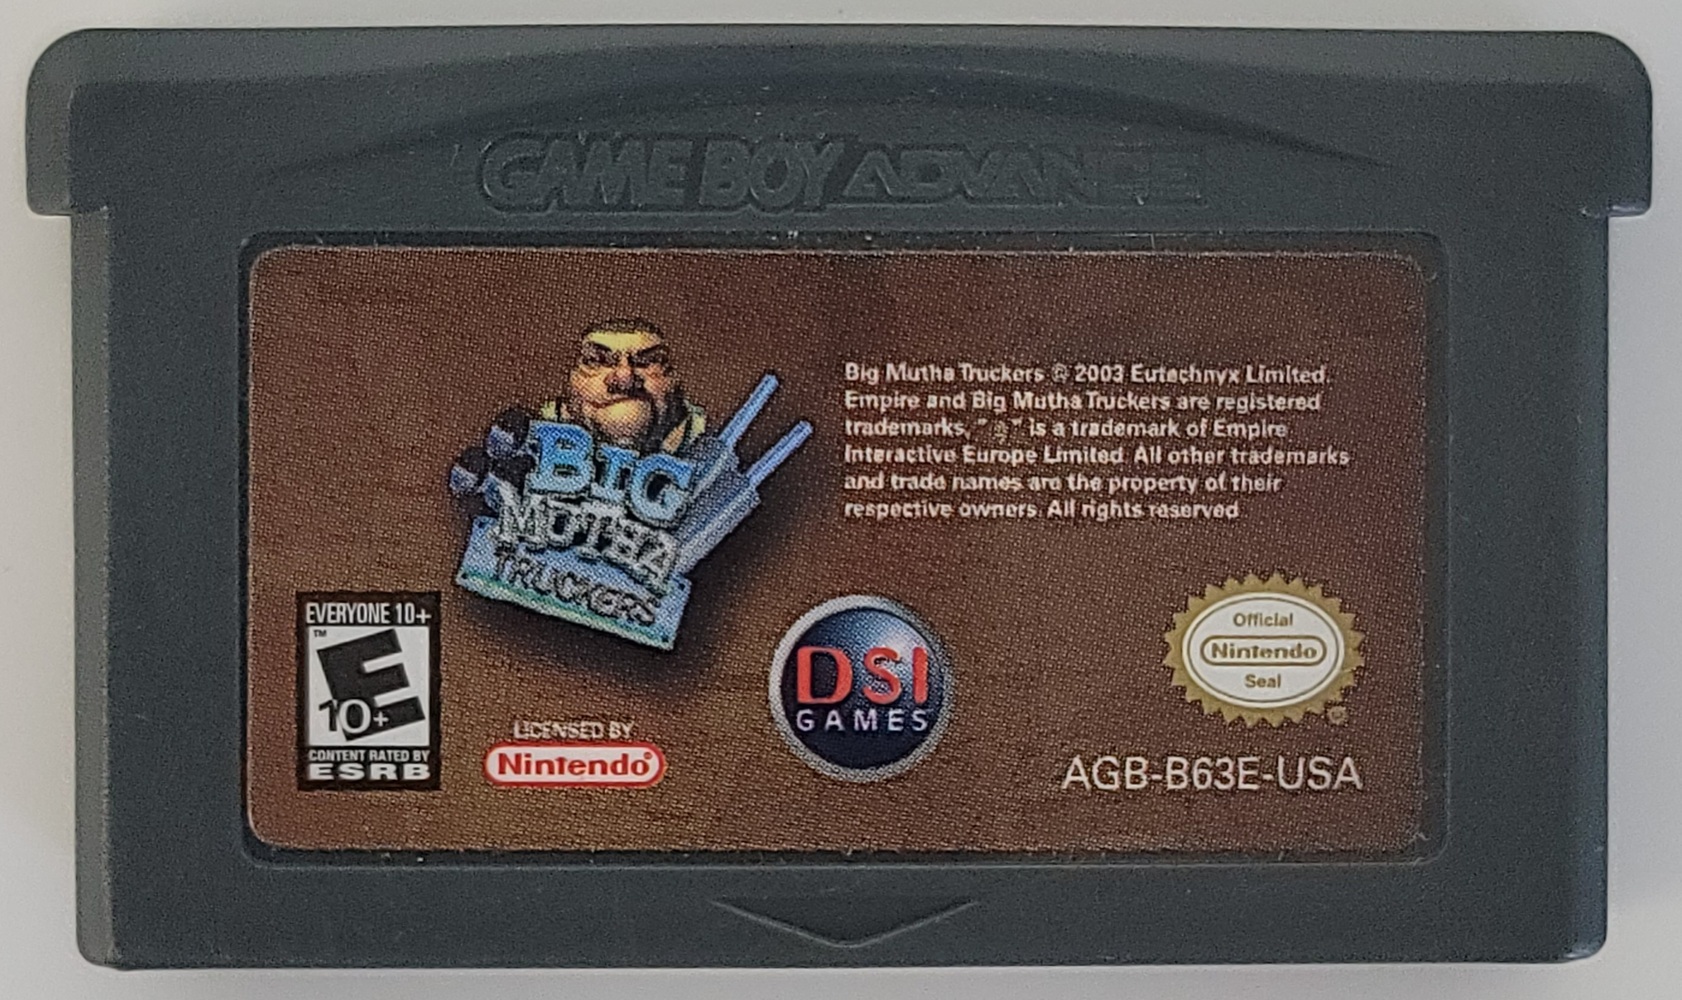 GAME BOY ADVANCE
BIG
MUTHA
TRUCKERS
Big Mutha Truckers © 2003 Eutechnyx Limited.
Empire and Big Mutha Truckers are registered
trademarks, " " is a trademark of Empire
Interactive Europe Limited. All other trademarks
and trade names are the property of their
respective owners. All rights reserved
EVERYONE 10+
TM
E
10+
CONTENT RATED BY
ESRB
LICENSED BY
Nintendo®
DSI
GAMES
Official
Nintendo
Seal
AGB-B63E-USA